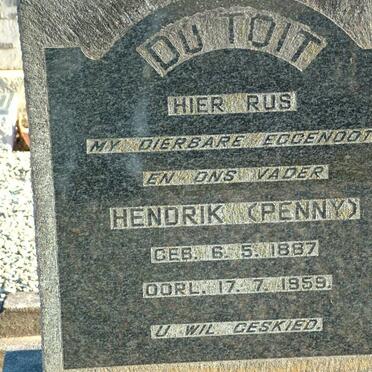 DU TOIT
HIER RUS
MY DIERBARE EGGENOOT
EN ONS VADER
HENDRIK (PENNY)
GEB. 6. 5. 1887
OORL. 17. 7. 1959.
U WIL GESKIED.